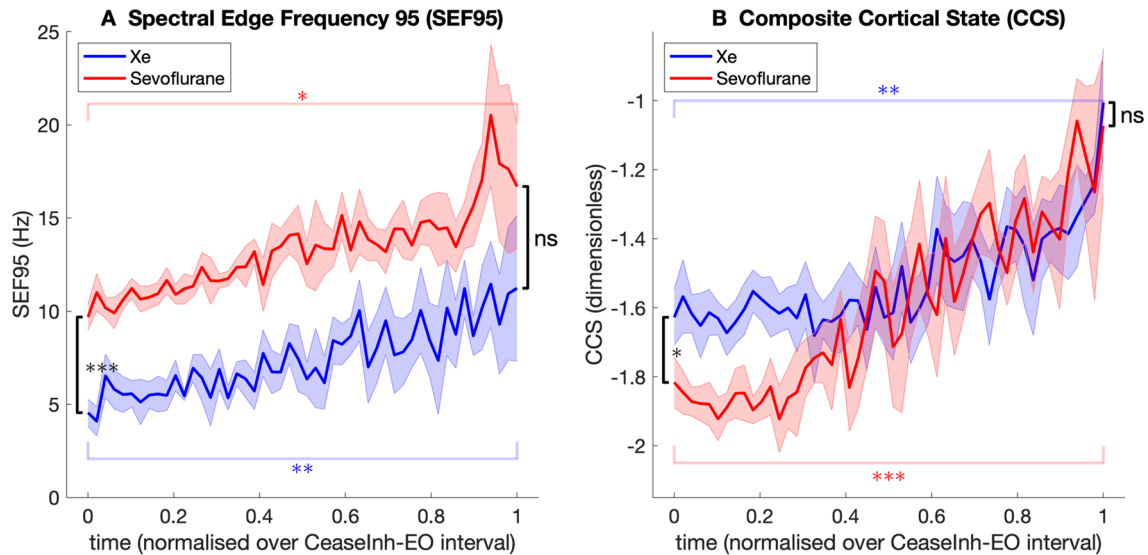 A Spectral Edge Frequency 95 (SEF95)
Xe
Sevoflurane
SEF95 (Hz)
25
20
15
10
5
0
*
***
**
ns
0 0.2 0.4 0.6 0.8 1
time (normalised over CeaseInh-EO interval)
B Composite Cortical State (CCS)
Xe
Sevoflurane
CCS (dimensionless)
-1
-1.2
-1.4
-1.6
-1.8
-2
**
ns
*
***
0 0.2 0.4 0.6 0.8 1
time (normalised over CeaseInh-EO interval)